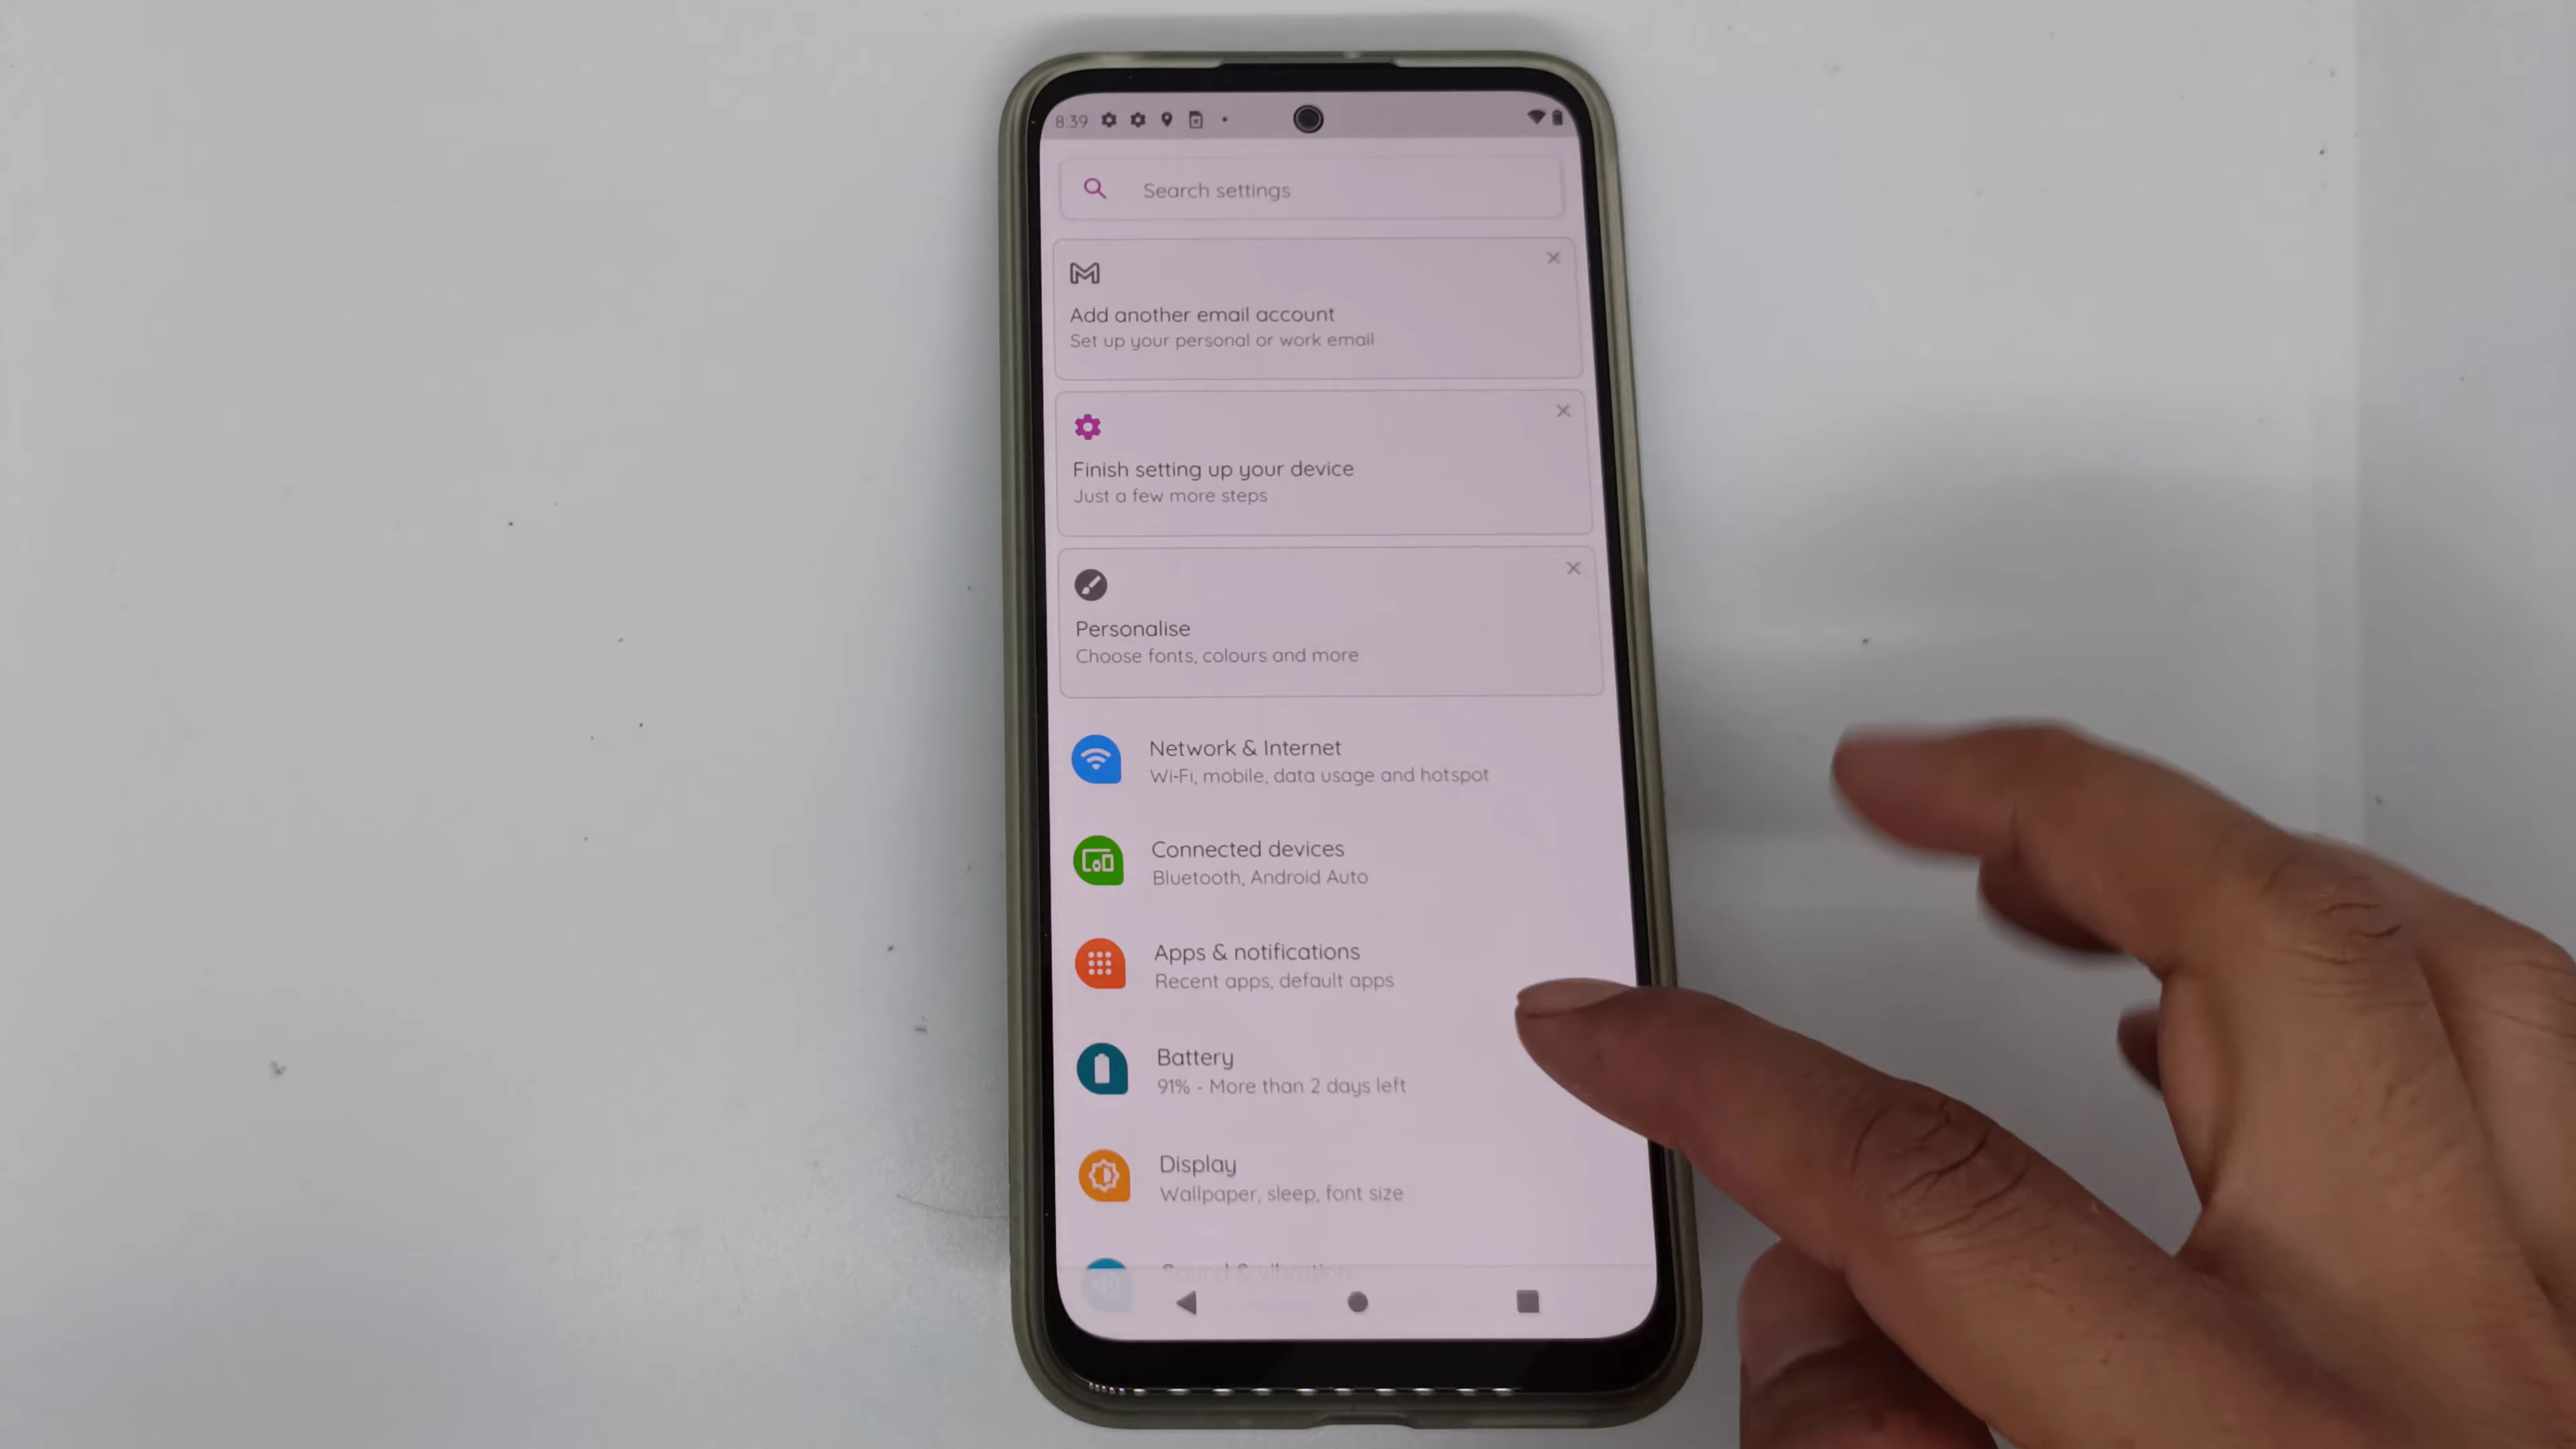 8:39
Search settings
Add another email account
Set up your personal or work email
Finish setting up your device
Just a few more steps
Personalise
Choose fonts, colours and more
Network & Internet
Wi-Fi, mobile, data usage and hotspot
Connected devices
Bluetooth, Android Auto
Apps & notifications
Recent apps, default apps
Battery
91% - More than 2 days left
Display
Wallpaper, sleep, font size
Sound & vibration